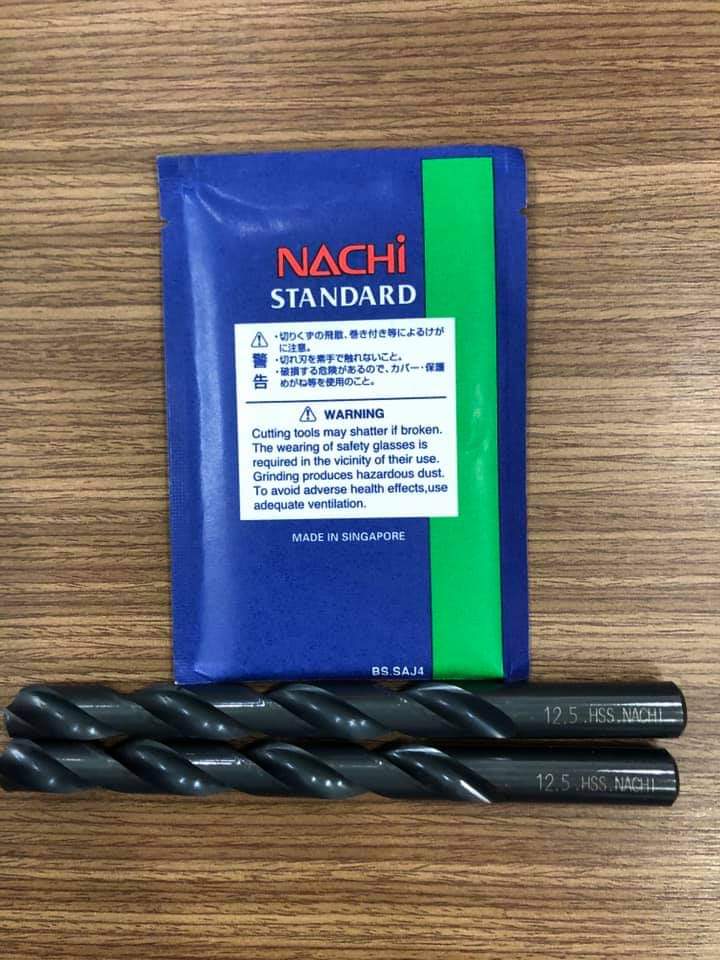 NACHi
STANDARD
・切りくずの飛散、巻き付き等によるけが
に注意。
警告
・切れ刃を素手で触れないこと。
・破損する危険があるので、カバー・保護
めがね等を使用のこと。
WARNING
Cutting tools may shatter if broken.
The wearing of safety glasses is
required in the vicinity of their use.
Grinding produces hazardous dust.
To avoid adverse health effects,use
adequate ventilation.
MADE IN SINGAPORE
BS.SAJ4
12.5.HSS.NACHI
12.5.HSS.NACHI